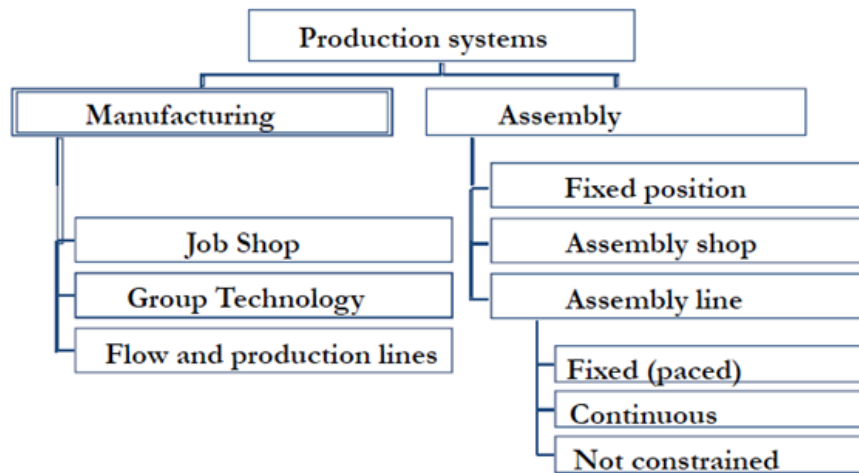 Production systems
Manufacturing
Assembly
Job Shop
Group Technology
Flow and production lines
Fixed position
Assembly shop
Assembly line
Fixed (paced)
Continuous
Not constrained